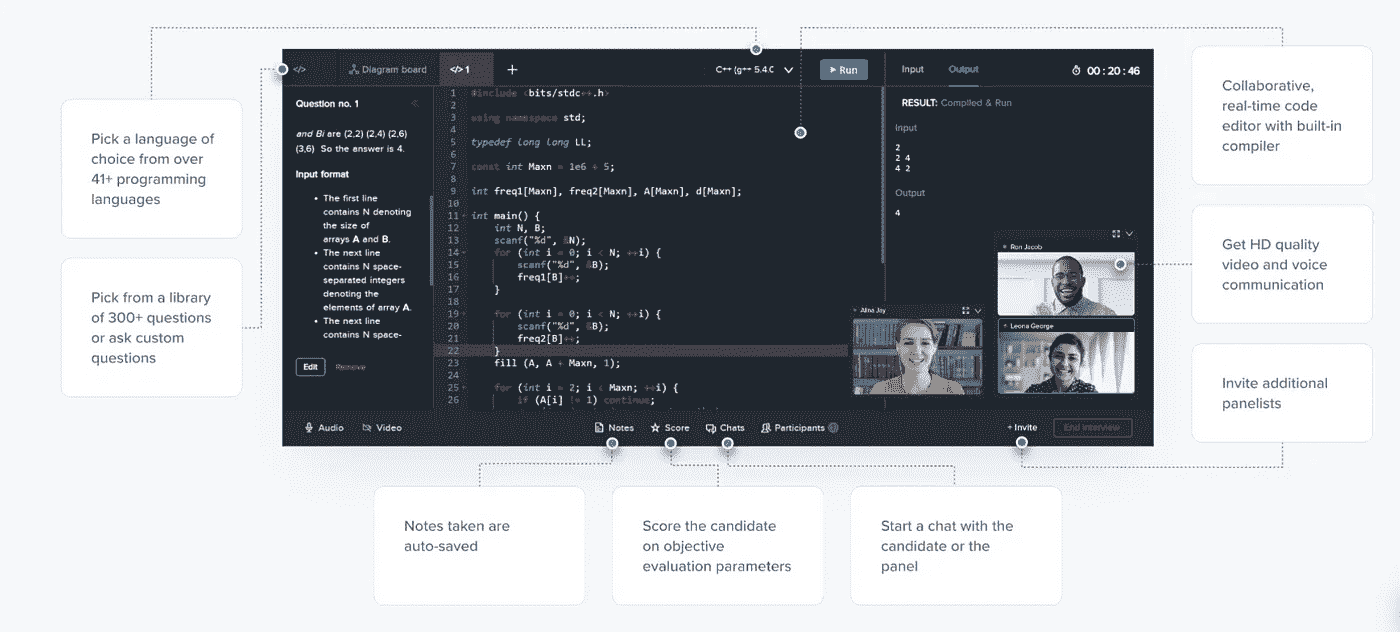 Pick a language of
choice from over
41+ programming
languages
Pick from a library
of 300+ questions
or ask custom
questions
</>
Diagram board
</> 1
+
C++ (g++ 5.4.0
Run
Input
Output
00 : 20 : 46
Question no. 1
and Bi are (2,2) (2,4) (2,6)
(3,6) So the answer is 4.
Input format
• The first line
contains N denoting
the size of
arrays A and B.
• The next line
contains N space-
separated integers
denoting the
elements of array A.
• The next line
contains N space-
Edit
Remove
1 #include <bits/stdc++.h>
2
3 using namespace std;
4
5 typedef long long LL;
6
7 const int Maxn = 1e6 + 5;
8
9 int freq1[Maxn], freq2[Maxn], A[Maxn], d[Maxn];
10
11 int main() {
12 int N, B;
13 scanf("%d", &N);
14 for (int i = 0; i < N; ++i) {
15 scanf("%d", &B);
16 freq1[B]++;
17 }
18
19 for (int i = 0; i < N; ++i) {
20 scanf("%d", &B);
21 freq2[B]++;
22 }
23 fill (A, A + Maxn, 1);
24
25 for (int i = 2; i < Maxn; ++i) {
26 if (A[i] != 1) continue;
RESULT: Compiled & Run
Input
2
2 4
4 2
Output
4
Ron Jacob
Alina Joy
Leona George
Audio
Video
Notes
Score
Chats
Participants
+ Invite
End Interview
Collaborative,
real-time code
editor with built-in
compiler
Get HD quality
video and voice
communication
Invite additional
panelists
Notes taken are
auto-saved
Score the candidate
on objective
evaluation parameters
Start a chat with the
candidate or the
panel